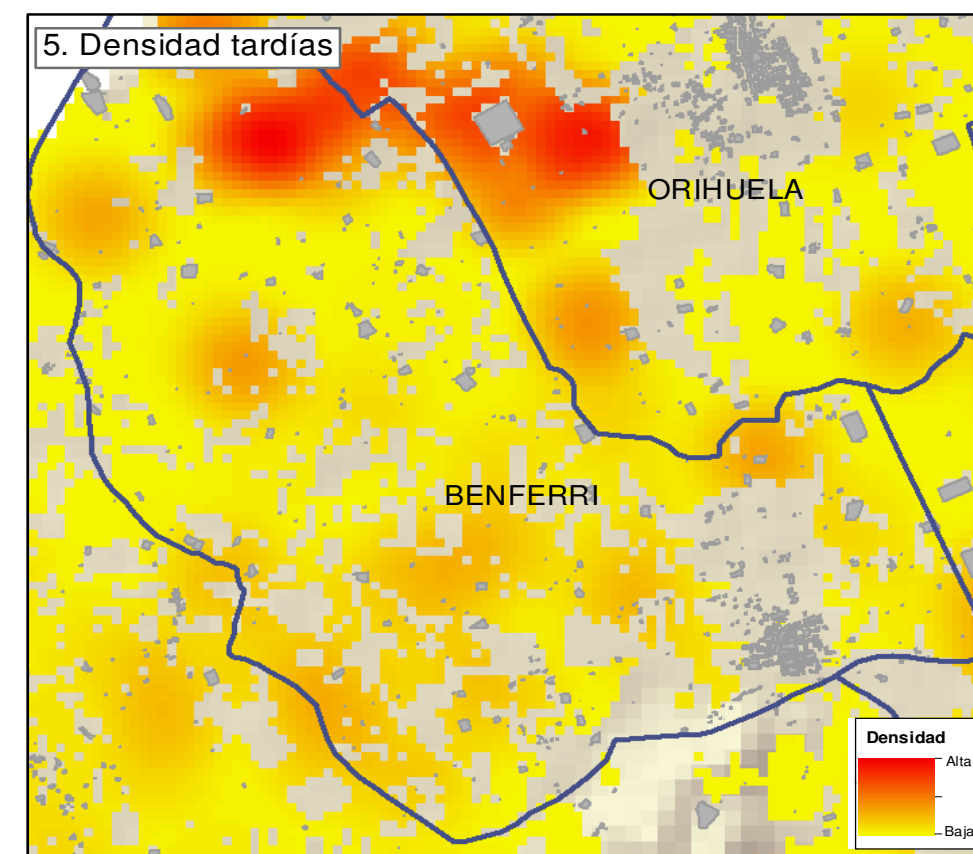 5. Densidad tardías
ORIHUELA
BENFERRI
Densidad
Alta
Baja